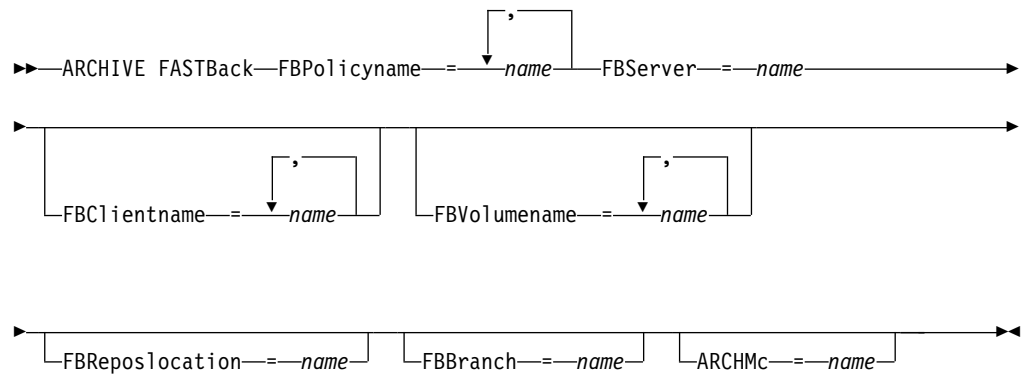 ,
ARCHIVE FASTBack FBPolicyname = name FBServer = name
, ,
FBClientname = name FBVolumename = name
FBReposlocation = name FBBranch = name ARCHMc = name